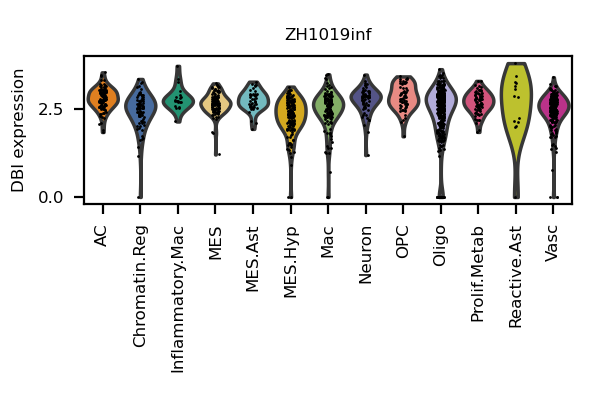 ZH1019inf
DBI expression
2.5
0.0
AC
Chromatin.Reg
Inflammatory.Mac
MES
MES.Ast
MES.Hyp
Mac
Neuron
OPC
Oligo
Prolif.Metab
Reactive.Ast
Vasc